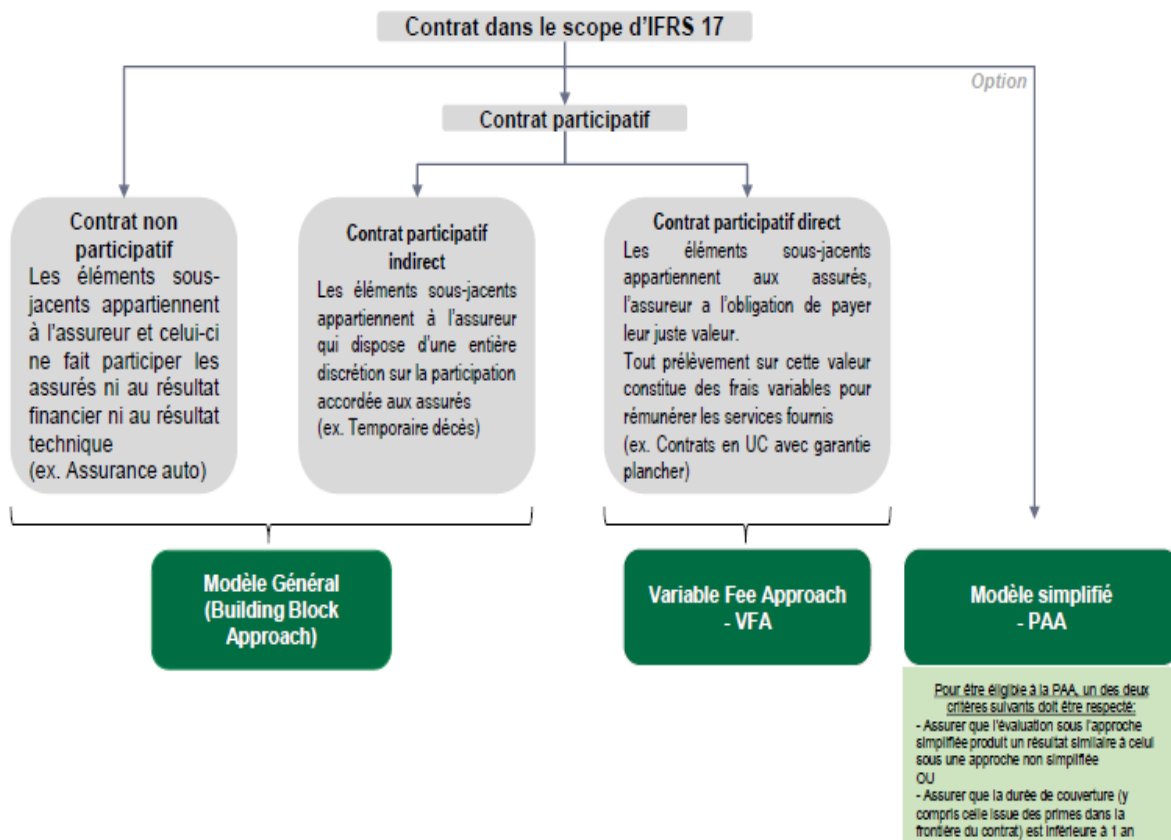 Contrat dans le scope d'IFRS 17
Option
Contrat participatif
Contrat non
participatif
Les éléments sous-
jacents appartiennent
à l'assureur et celui-ci
ne fait participer les
assurés ni au résultat
financier ni au résultat
technique
(ex. Assurance auto)
Contrat participatif
indirect
Les éléments sous-jacents
appartiennent à l'assureur
qui dispose d'une entière
discrétion sur la participation
accordée aux assurés
(ex. Temporaire décès)
Contrat participatif direct
Les éléments sous-jacents
appartiennent aux assurés,
l'assureur a l'obligation de payer
leur juste valeur.
Tout prélèvement sur cette valeur
constitue des frais variables pour
rémunérer les services fournis
(ex. Contrats en UC avec garantie
plancher)
Modèle Général
(Building Block
Approach)
Variable Fee Approach
- VFA
Modèle simplifié
- PAA
Pour être éligible à la PAA, un des deux
critères suivants doit être respecté:
- Assurer que l'évaluation sous l'approche
simplifiée produit un résultat similaire à celui
sous une approche non simplifiée
OU
- Assurer que la durée de couverture (y
compris celle issue des primes dans la
frontière du contrat) est inférieure à 1 an